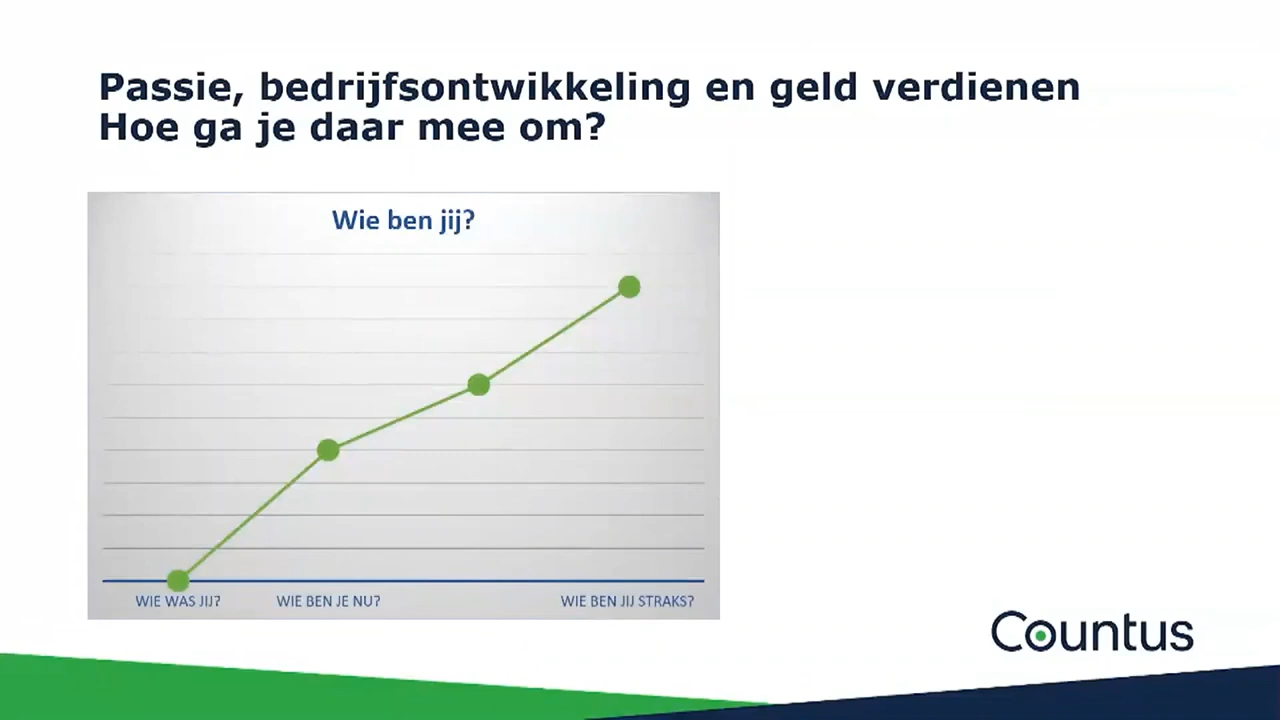 Passie, bedrijfsontwikkeling en geld verdienen
Hoe ga je daar mee om?
Wie ben jij?
WIE WAS JIJ?
WIE BEN JE NU?
WIE BEN JIJ STRAKS?
Countus